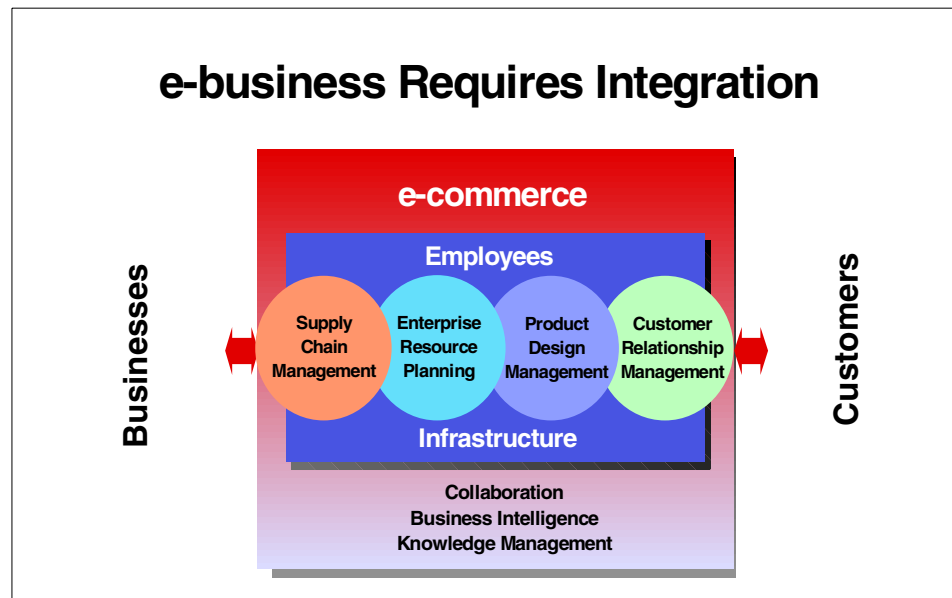 e-business Requires Integration
e-commerce
Employees
Businesses
Supply
Chain
Management
Enterprise
Resource
Planning
Product
Design
Management
Customer
Relationship
Management
Customers
Infrastructure
Collaboration
Business Intelligence
Knowledge Management